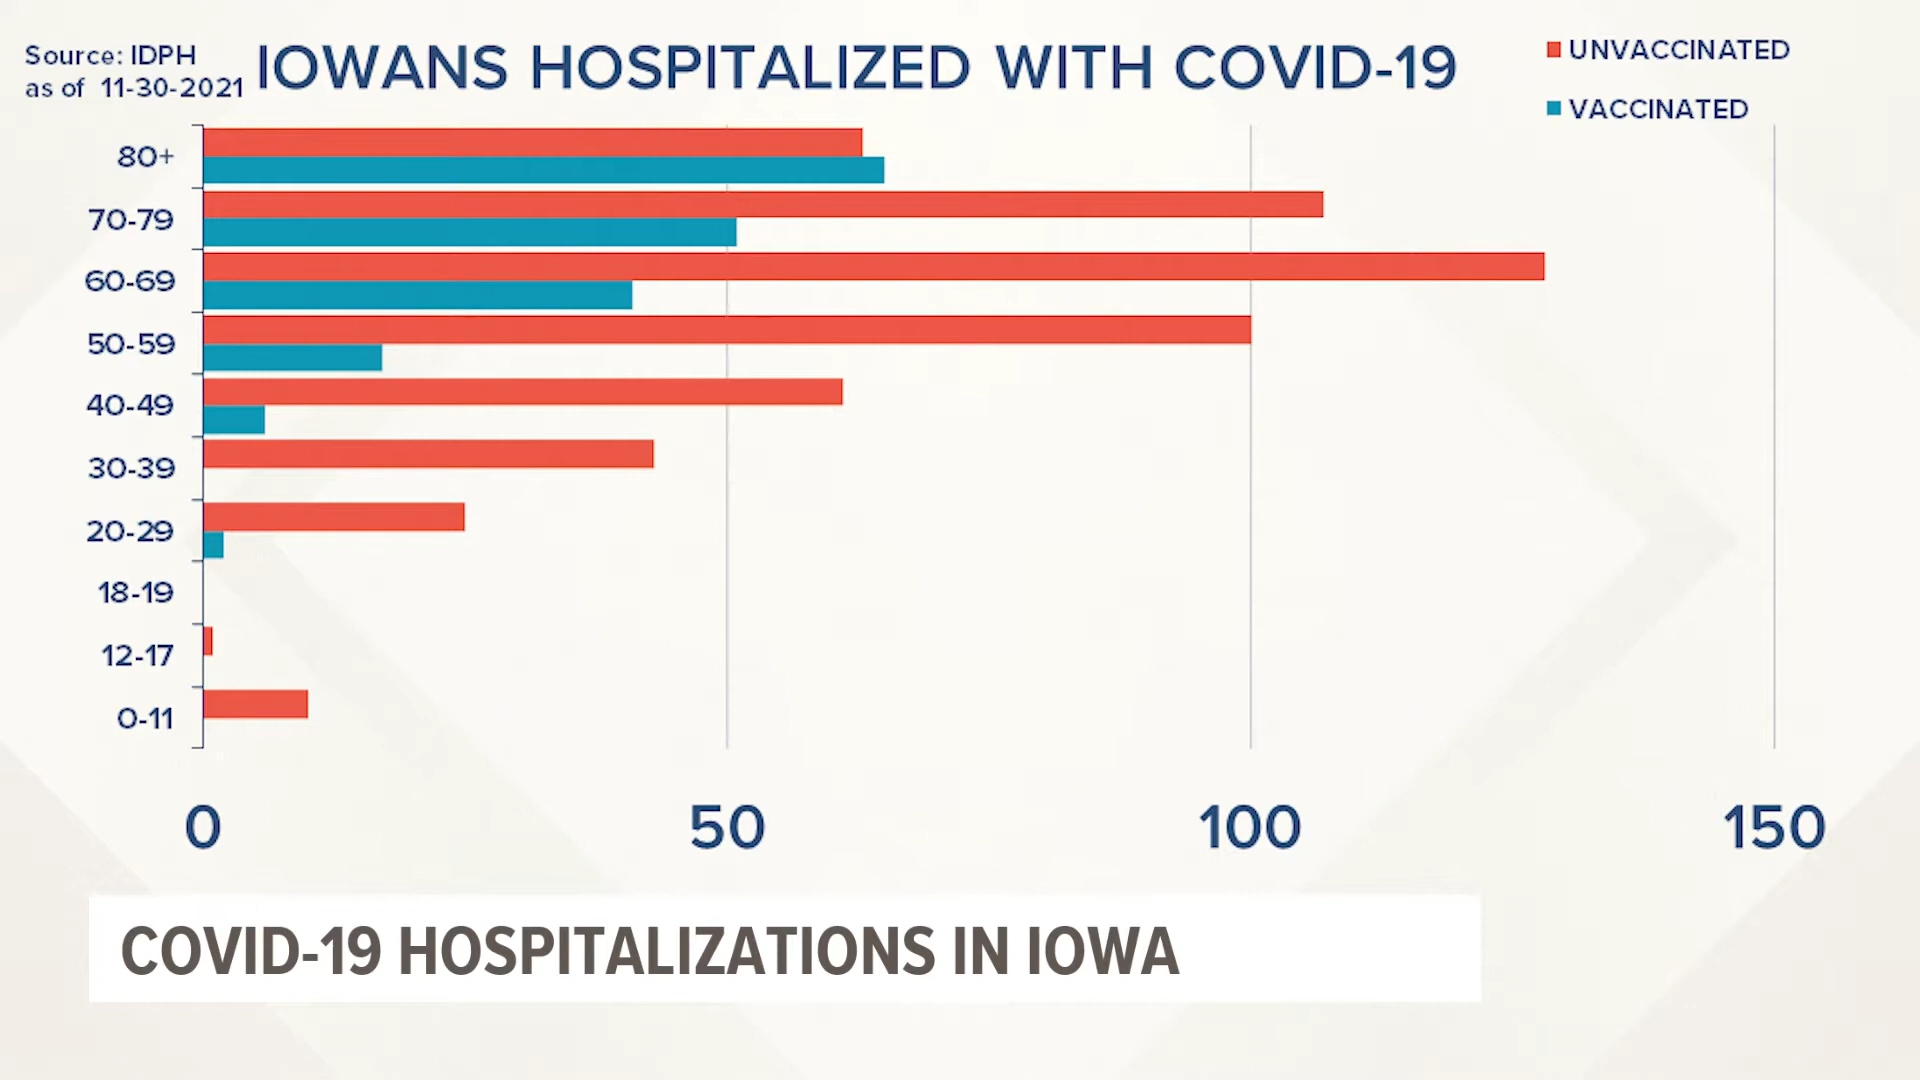 Source: IDPH
as of 11-30-2021
IOWANS HOSPITALIZED WITH COVID-19
UNVACCINATED
VACCINATED
80+
70-79
60-69
50-59
40-49
30-39
20-29
18-19
12-17
0-11
0 50 100 150
COVID-19 HOSPITALIZATIONS IN IOWA